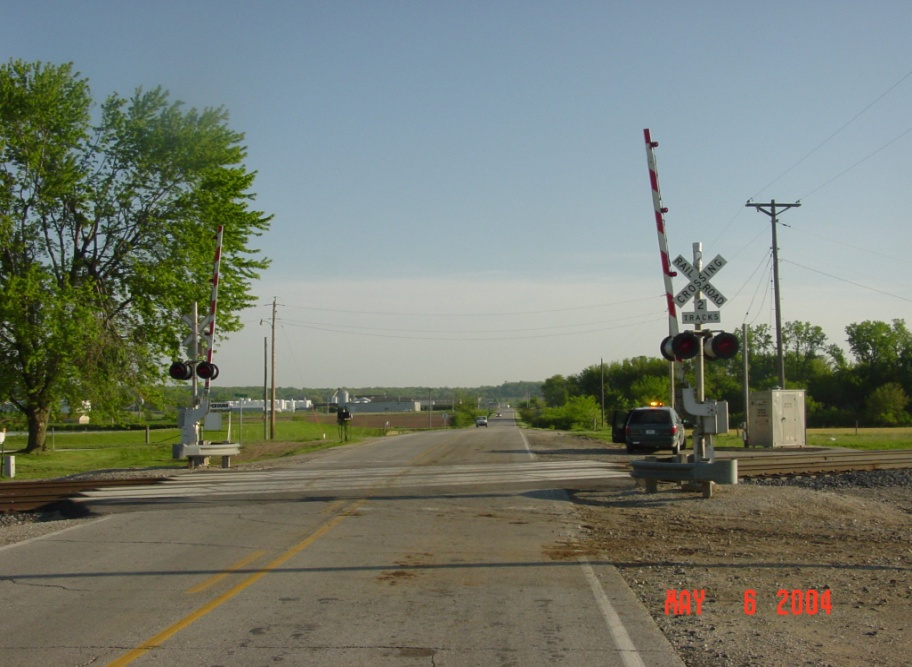 RAIL ROAD
CROSSING
2
TRACKS
MAY 6 2004